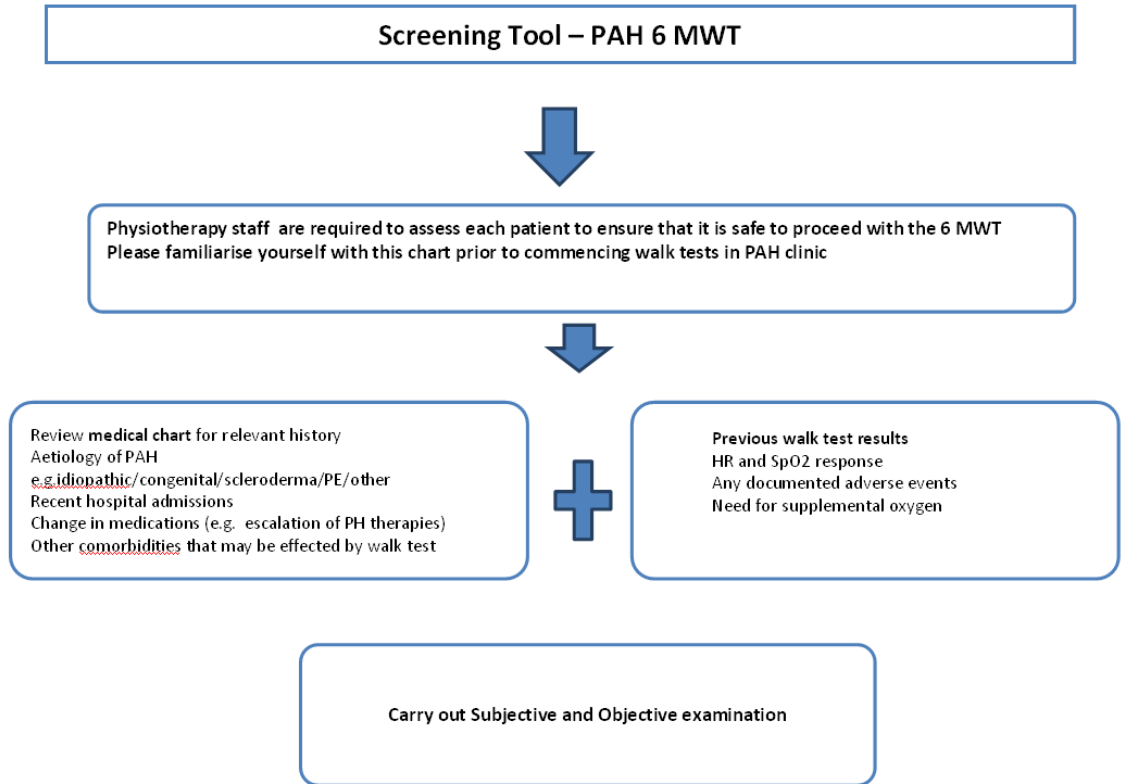 Screening Tool – PAH 6 MWT
Physiotherapy staff  are required to assess each patient to ensure that it is safe to proceed with the 6 MWT
Please familiarise yourself with this chart prior to commencing walk tests in PAH clinic
Review medical chart for relevant history
Aetiology of PAH
e.g.idiopathic/congenital/scleroderma/PE/other
Recent hospital admissions
Change in medications (e.g.  escalation of PH therapies)
Other comorbidities that may be effected by walk test
Previous walk test results
HR and SpO2 response
Any documented adverse events
Need for supplemental oxygen
Carry out Subjective and Objective examination